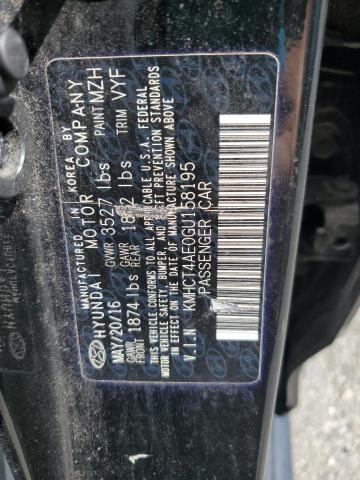 MANUFACTURED IN KOREA BY
HYUNDAI MOTOR COMPANY
MAY/20/16 GVWR 3527 lbs PAINT MZH
GAWR FRONT 1874 lbs GAWR REAR lbs TRIM VYF
THIS VEHICLE CONFORMS TO ALL APPLICABLE U.S.A. FEDERAL
MOTOR VEHICLE SAFETY, BUMPER, AND THEFT PREVENTION STANDARDS
IN EFFECT ON THE DATE OF MANUFACTURE SHOWN ABOVE
V.I.N KMHCT4AE0GU158195
PASSENGER CAR